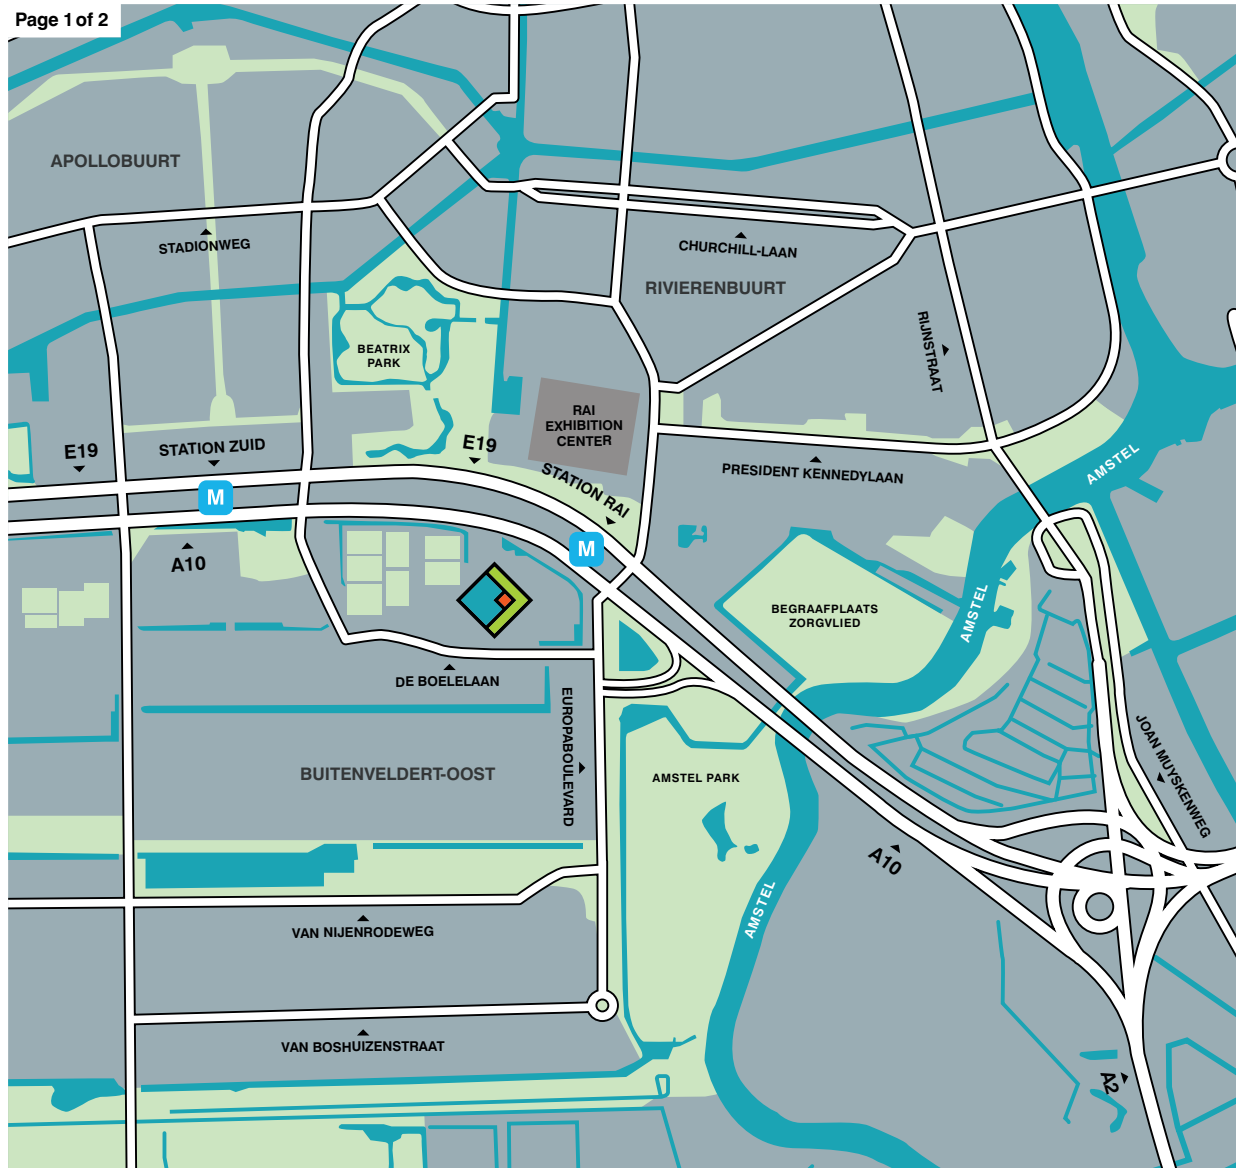 Page 1 of 2
APOLLOBUURT
STADIONWEG
CHURCHILL-LAAN
RIVIERENBUURT
RIJNSTRAAT
BEATRIX
PARK
RAI
EXHIBITION
CENTER
E19
STATION ZUID
E19
STATION RAI
PRESIDENT KENNEDYLAAN
AMSTEL
M
M
A10
BEGRAAFPLAATS
ZORGVLIED
AMSTEL
DE BOELELAAN
EUROPABOULEVARD
JOAN MUYSKENWEG
BUITENVELDERT-OOST
AMSTEL PARK
A10
AMSTEL
VAN NIJENRODEWEG
VAN BOSHUIZENSTRAAT
A2